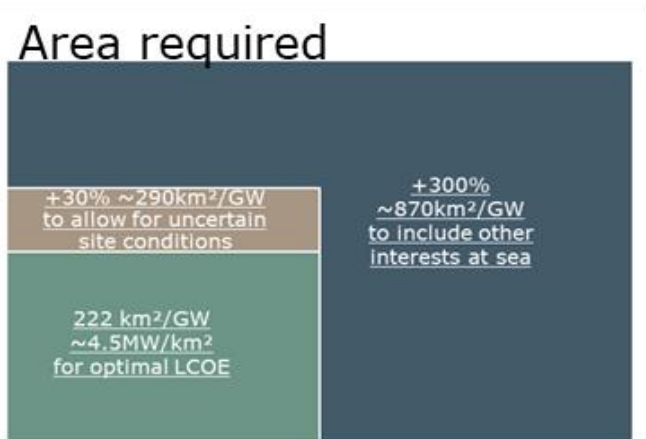 Area required
+30% ~290km²/GW
to allow for uncertain
site conditions
+300%
~870km²/GW
to include other
interests at sea
222 km²/GW
~4.5MW/km²
for optimal LCOE